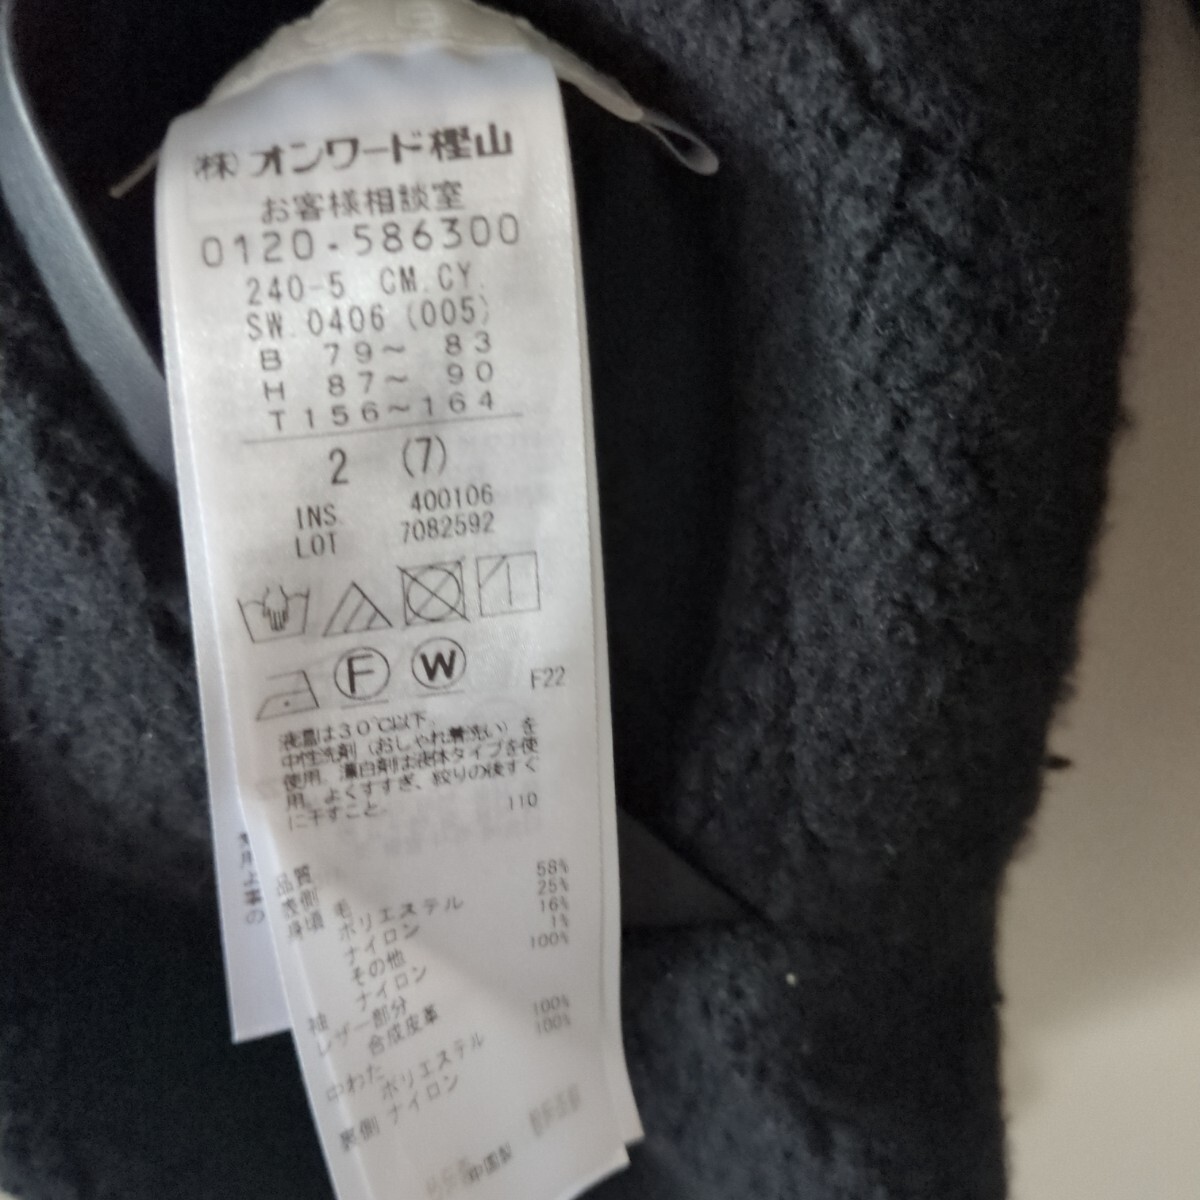 (株) オンワード樫山
お客様相談室
0120-586300
240-5 CM.CY.
SW.0406 (005)
B 79～ 83
H 87～ 90
T 156～164
2 (7)
INS. 400106
LOT 7082592
F W
F22
液温は30℃以下、
中性洗剤（おしゃれ着洗い）を
使用。漂白剤は液体タイプを使
用。よくすすぎ、絞りの後すぐ
に干すこと。
110
品質
表側
身頃 毛 58%
ポリエステル 25%
ナイロン 16%
その他 1%
袖 ナイロン 100%
レザー部分
合成皮革
中わた
ポリエステル 100%
裏側 ナイロン 100%
中国製